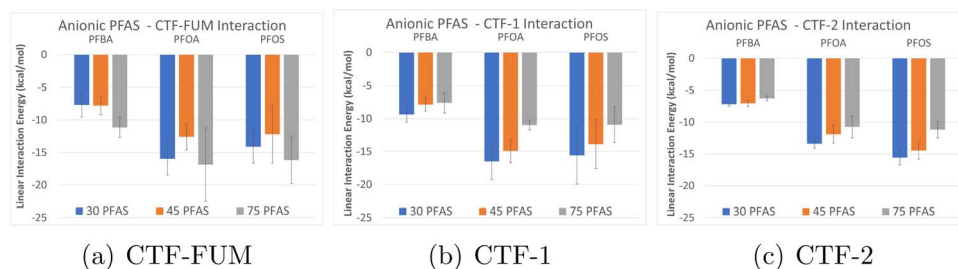 Anionic PFAS - CTF-FUM Interaction
PFBA PFOA PFOS
Linear Interaction Energy (kcal/mol)
0
-5
-10
-15
-20
-25
30 PFAS 45 PFAS 75 PFAS
(a) CTF-FUM
Anionic PFAS - CTF-1 Interaction
PFBA PFOA PFOS
Linear Interaction Energy (kcal/mol)
0
-5
-10
-15
-20
-25
30 PFAS 45 PFAS 75 PFAS
(b) CTF-1
Anionic PFAS - CTF-2 Interaction
PFBA PFOA PFOS
Linear Interaction Energy (kcal/mol)
0
-5
-10
-15
-20
-25
30 PFAS 45 PFAS 75 PFAS
(c) CTF-2